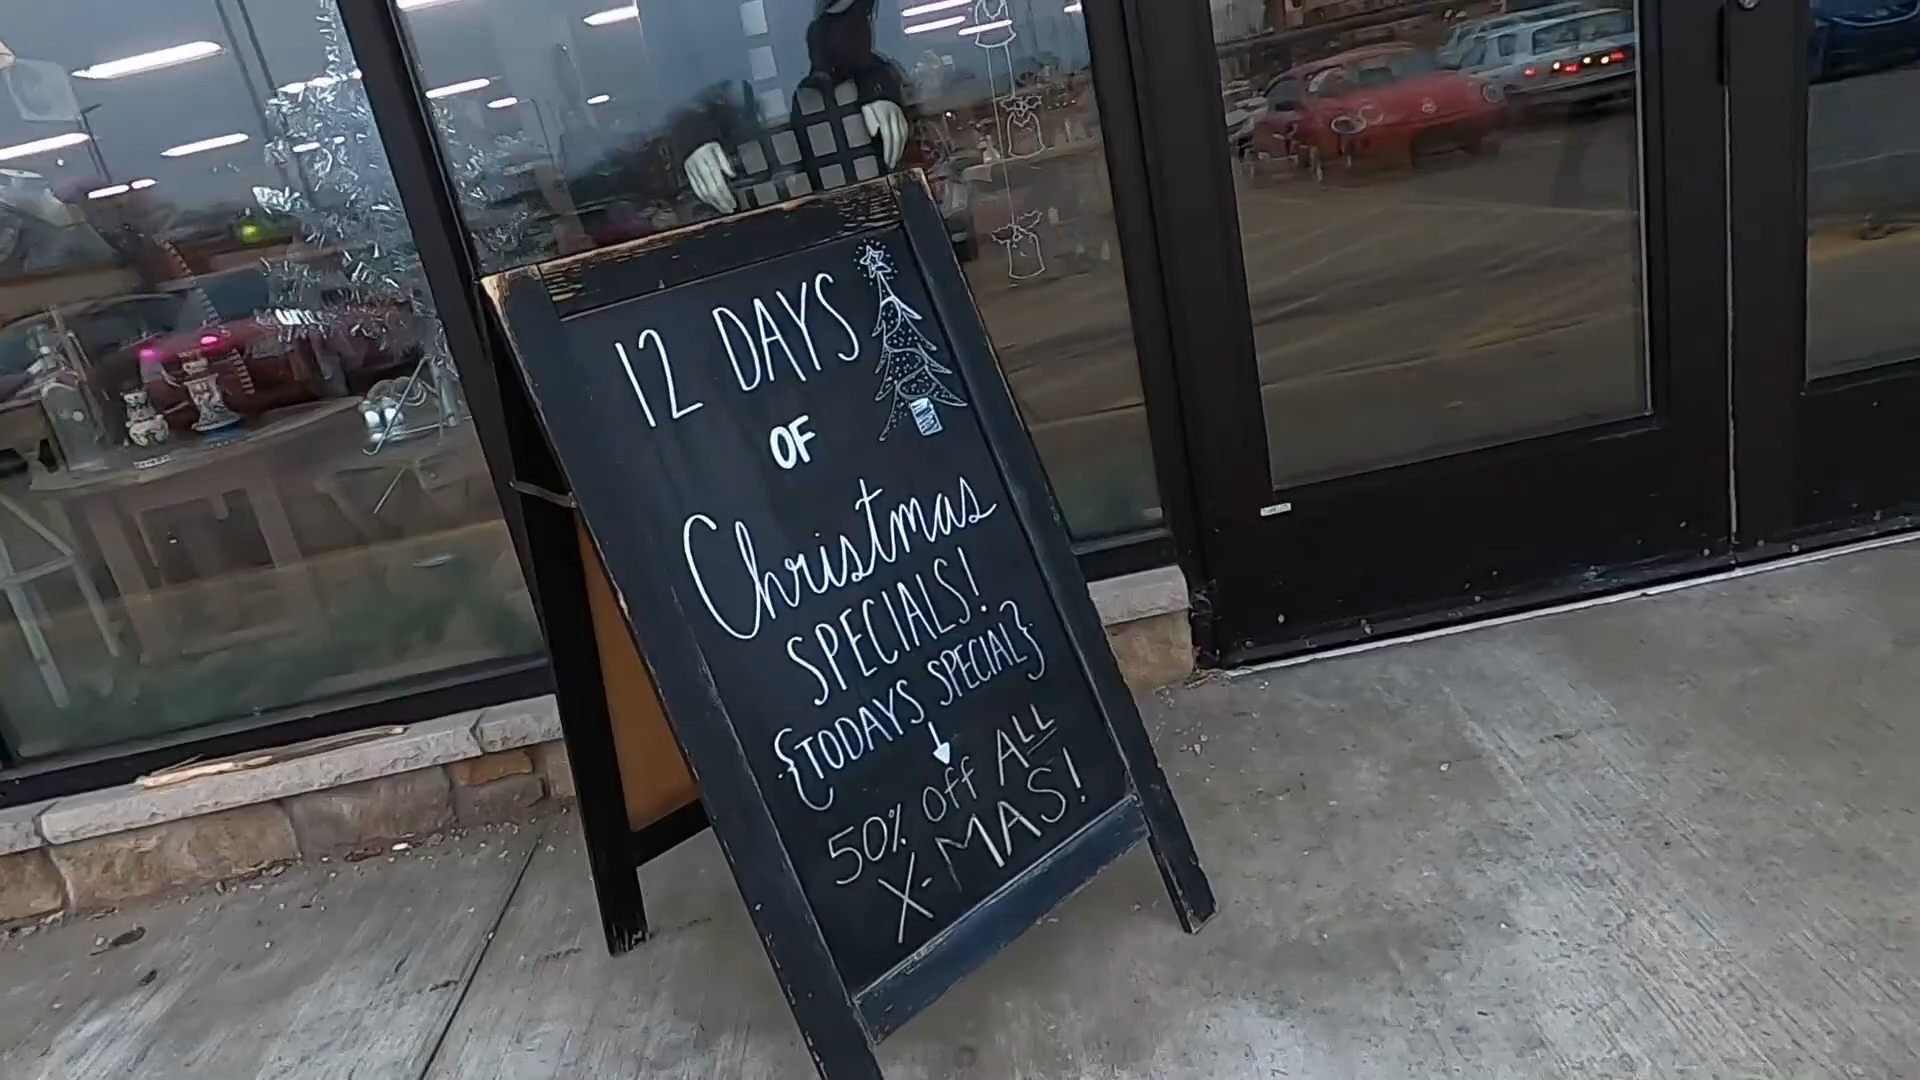 12 DAYS
OF
Christmas
SPECIALS!
{TODAYS SPECIAL}
50% off ALL
X-MAS!